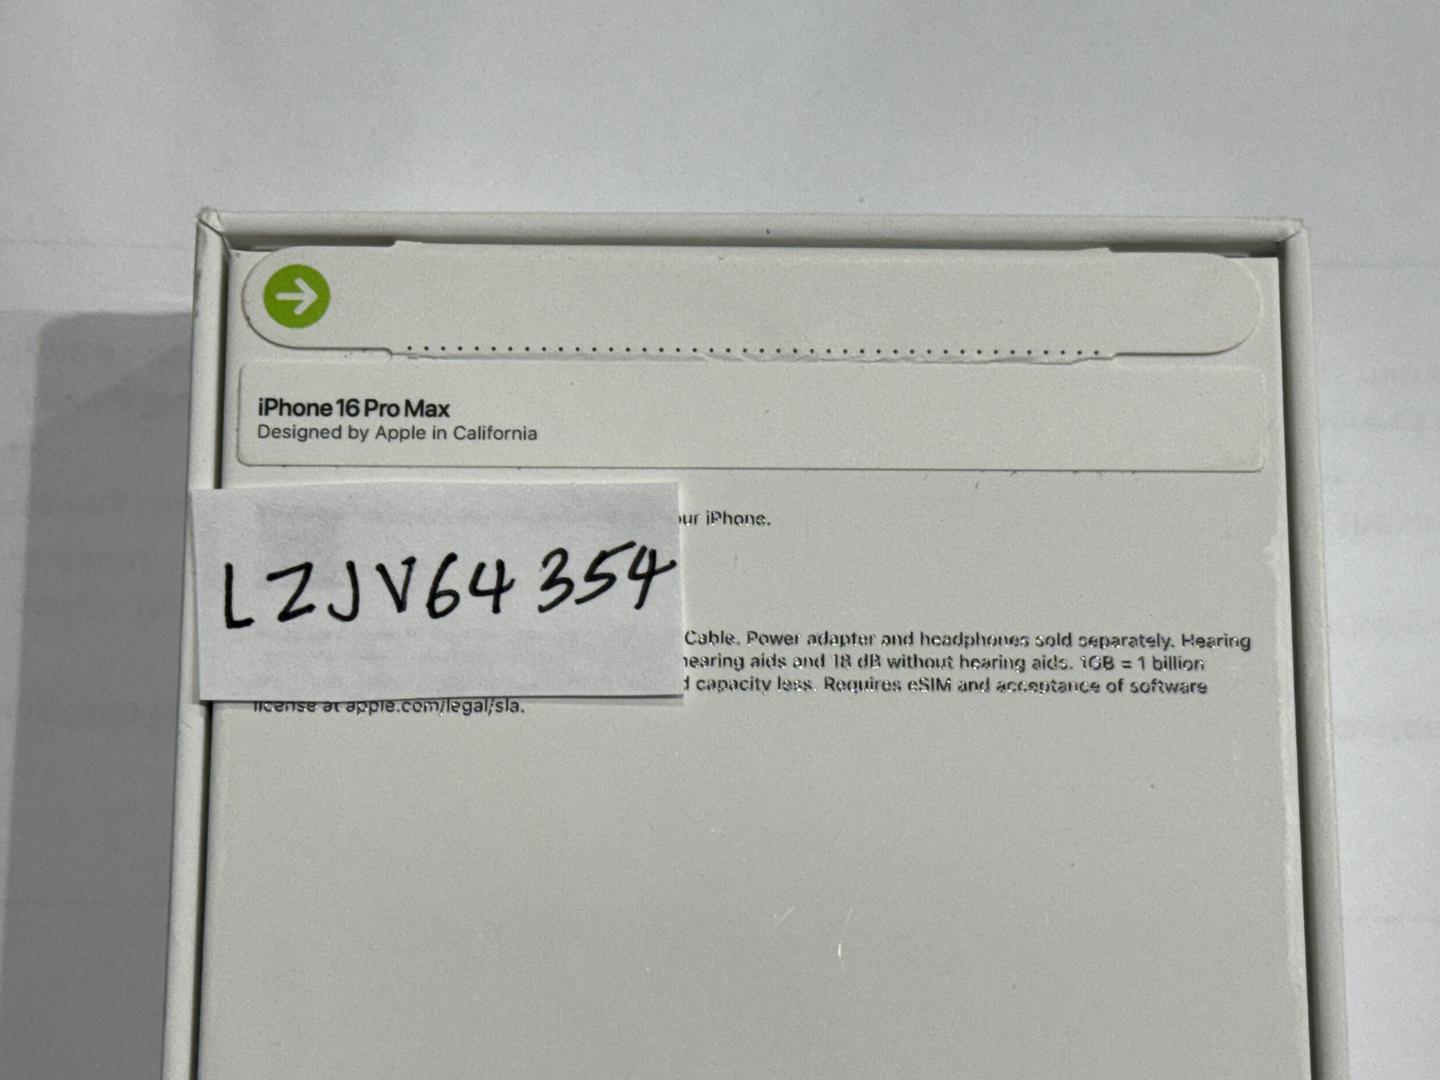 iPhone 16 Pro Max
Designed by Apple in California
our iPhone.
LZJV64354
Cable. Power adapter and headphones sold separately. Hearing
hearing aids and 18 dB without hearing aids. 1GB = 1 billion
d capacity less. Requires eSIM and acceptance of software
license at apple.com/legal/sla.